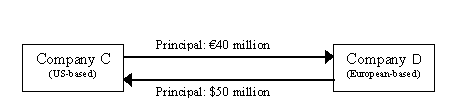 Principal: €40 million
Company C
(US-based)
Company D
(European-based)
Principal: $50 million